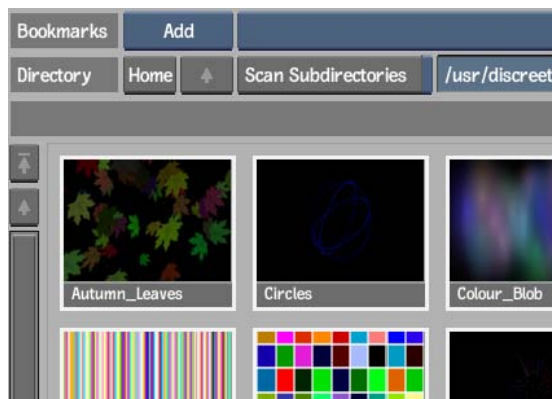 Bookmarks Add
Directory Home Scan Subdirectories /usr/discreet
Autumn_Leaves Circles Colour_Blob